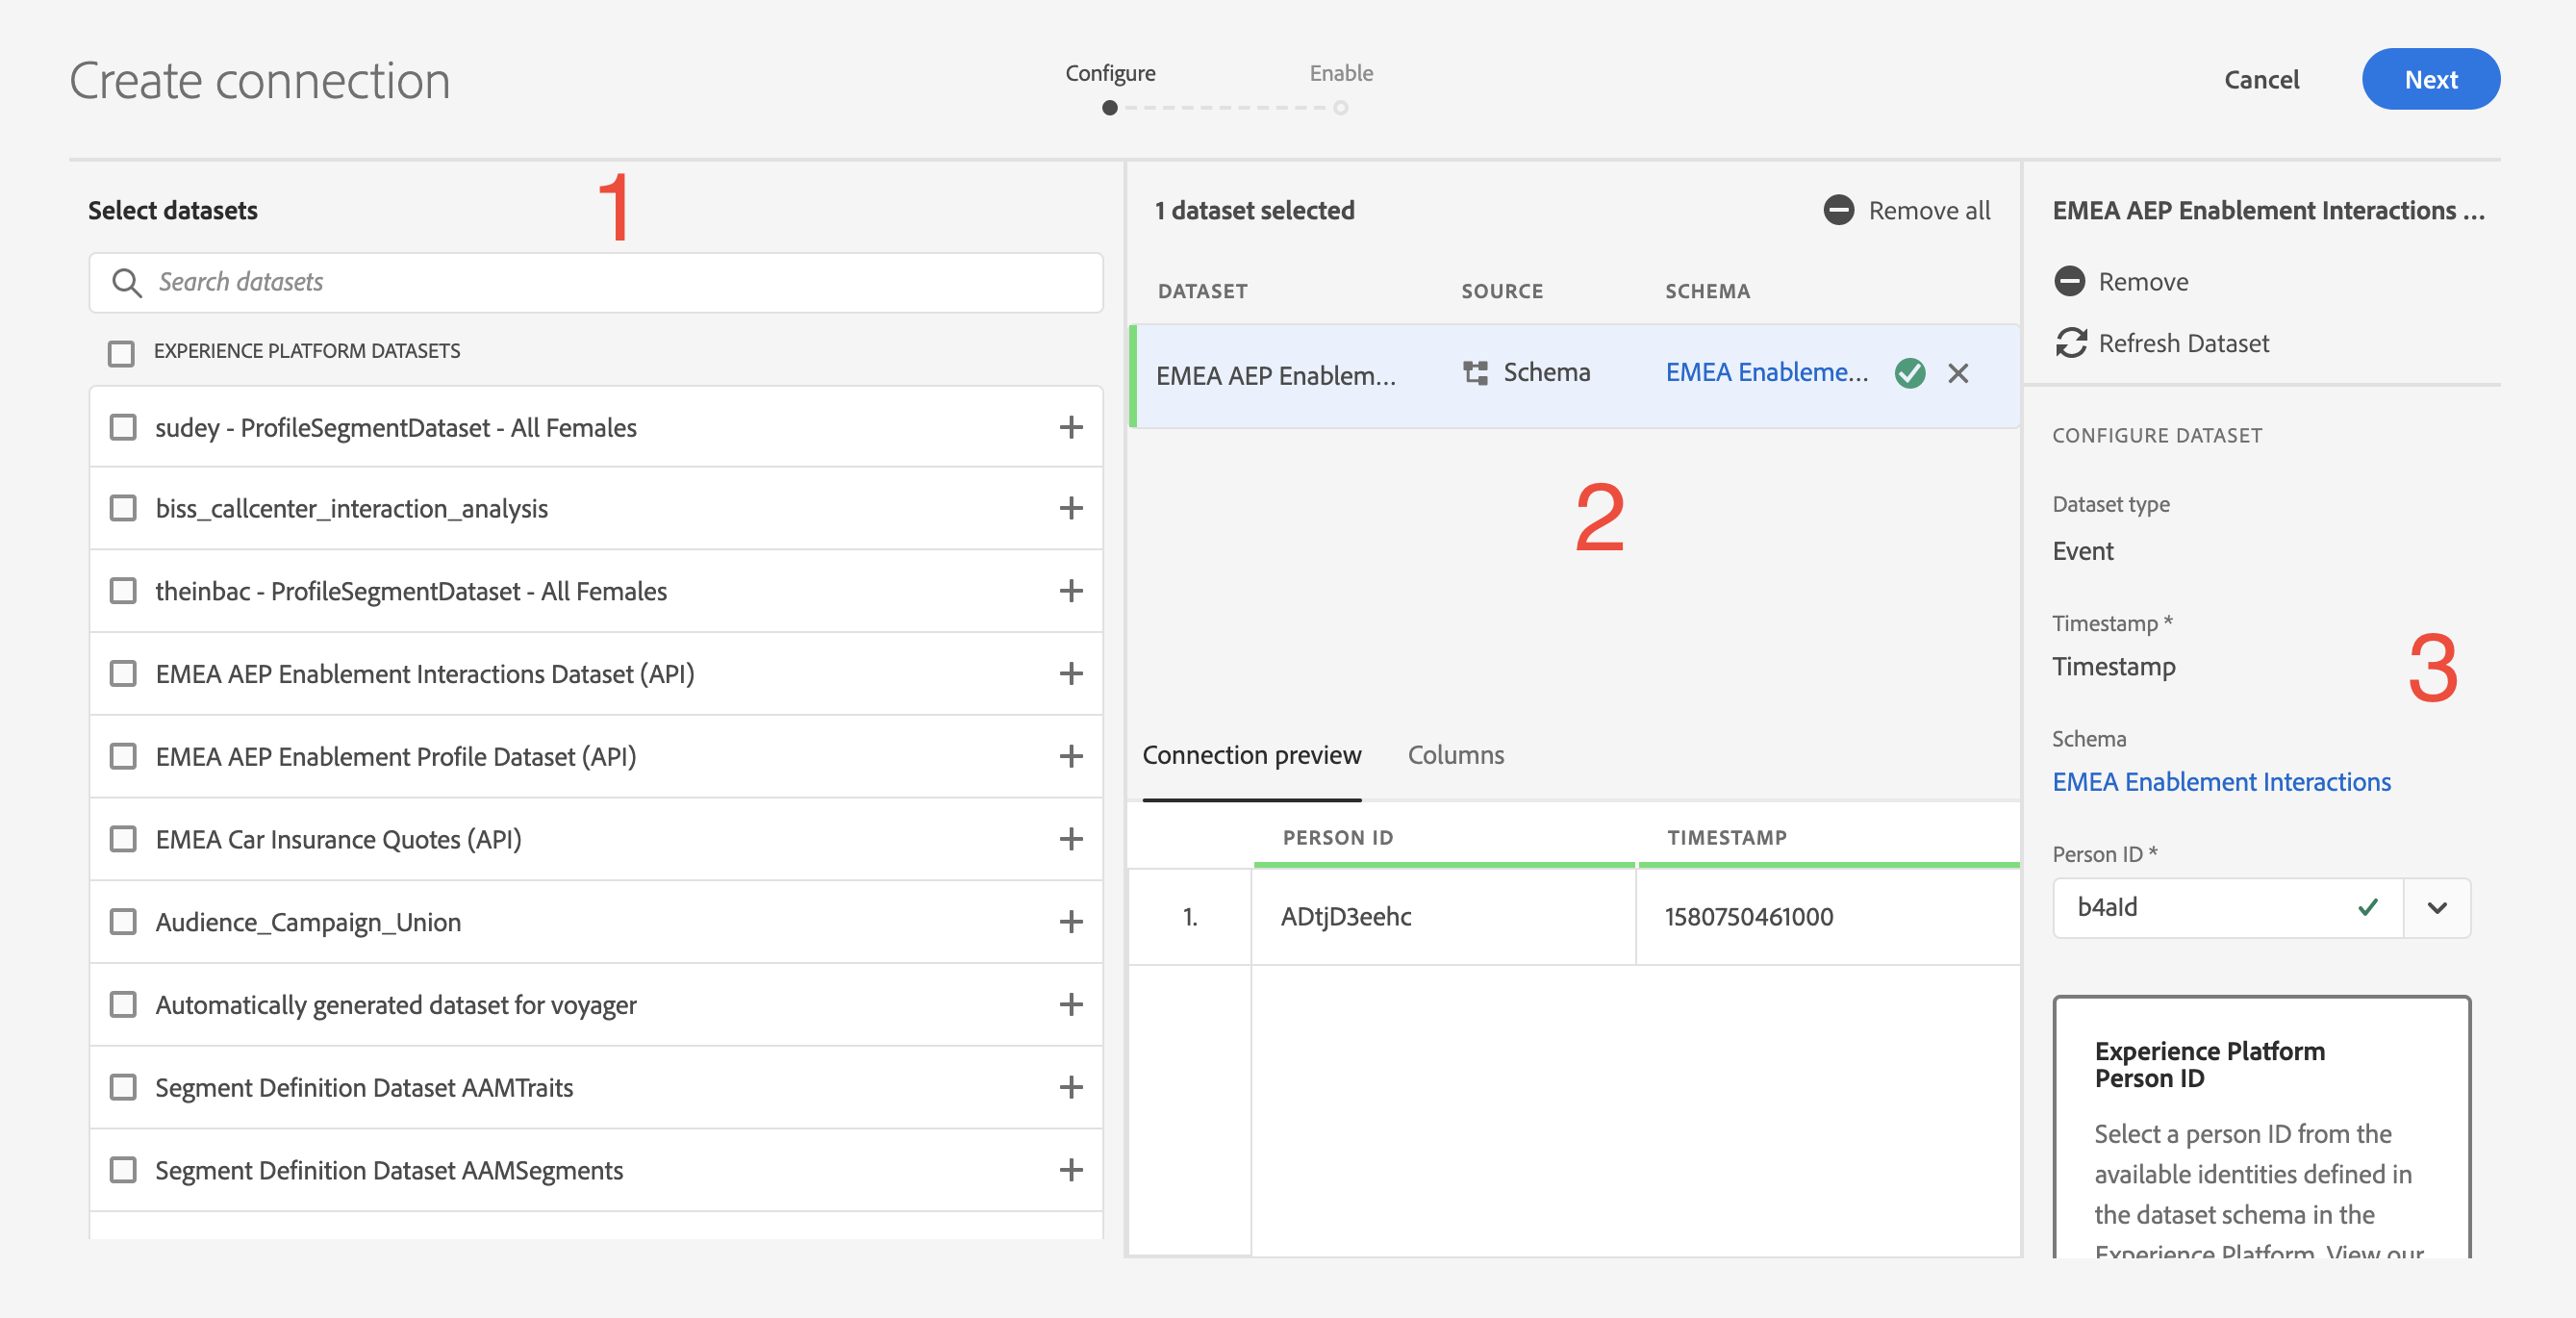 Create connection
Configure
Enable
Cancel
Next
1
Select datasets
Search datasets
EXPERIENCE PLATFORM DATASETS
sudey - ProfileSegmentDataset - All Females
biss_callcenter_interaction_analysis
theinbac - ProfileSegmentDataset - All Females
EMEA AEP Enablement Interactions Dataset (API)
EMEA AEP Enablement Profile Dataset (API)
EMEA Car Insurance Quotes (API)
Audience_Campaign_Union
Automatically generated dataset for voyager
Segment Definition Dataset AAMTraits
Segment Definition Dataset AAMSegments
1 dataset selected
Remove all
DATASET SOURCE SCHEMA
EMEA AEP Enablem... Schema EMEA Enableme...
2
Connection preview Columns
PERSON ID TIMESTAMP
1. ADtjD3eehc 1580750461000
EMEA AEP Enablement Interactions ...
Remove
Refresh Dataset
CONFIGURE DATASET
Dataset type
Event
Timestamp *
Timestamp
3
Schema
EMEA Enablement Interactions
Person ID *
b4aId
Experience Platform
Person ID
Select a person ID from the
available identities defined in
the dataset schema in the
Experience Platform. View our